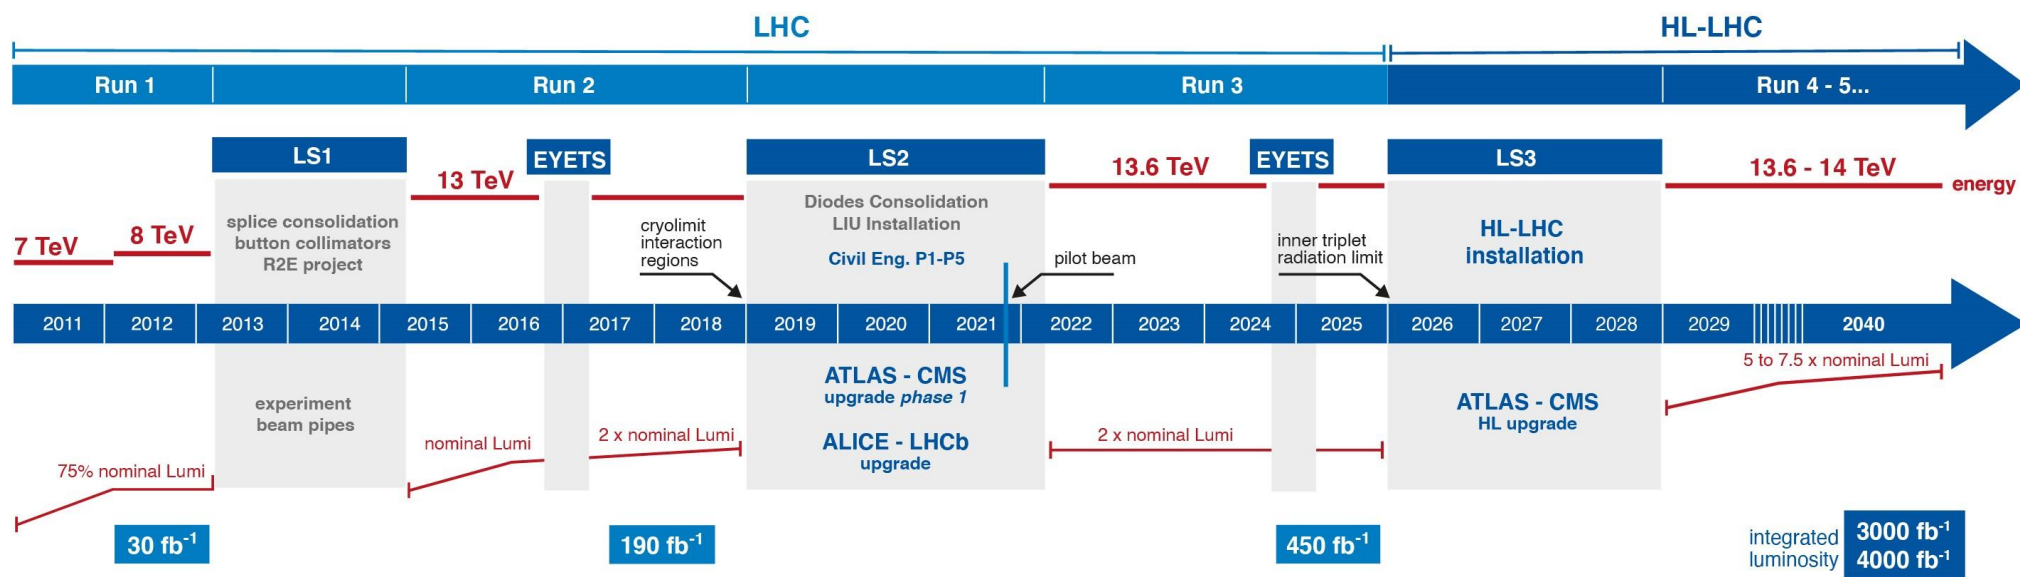 LHC
HL-LHC
Run 1
Run 2
Run 3
Run 4 - 5...
LS1
EYETS
LS2
EYETS
LS3
13 TeV
13.6 TeV
13.6 - 14 TeV
energy
7 TeV
8 TeV
splice consolidation
button collimators
R2E project
cryolimit
interaction
regions
Diodes Consolidation
LIU Installation
Civil Eng. P1-P5
pilot beam
inner triplet
radiation limit
HL-LHC
installation
2011
2012
2013
2014
2015
2016
2017
2018
2019
2020
2021
2022
2023
2024
2025
2026
2027
2028
2029
2040
5 to 7.5 x nominal Lumi
experiment
beam pipes
ATLAS - CMS
upgrade phase 1
ALICE - LHCb
upgrade
ATLAS - CMS
HL upgrade
75% nominal Lumi
nominal Lumi
2 x nominal Lumi
2 x nominal Lumi
30 fb-1
190 fb-1
450 fb-1
integrated
luminosity
3000 fb-1
4000 fb-1